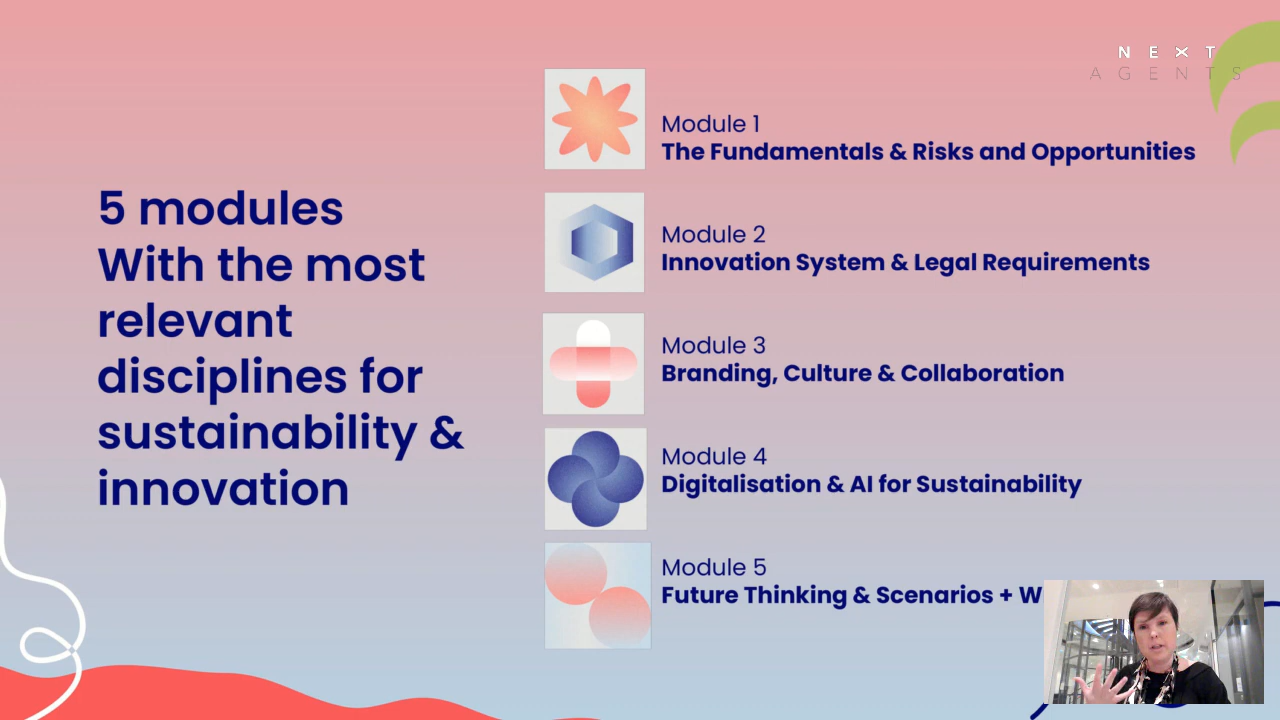 NEXT
AGENTS
5 modules
With the most
relevant
disciplines for
sustainability &
innovation
Module 1
The Fundamentals & Risks and Opportunities
Module 2
Innovation System & Legal Requirements
Module 3
Branding, Culture & Collaboration
Module 4
Digitalisation & AI for Sustainability
Module 5
Future Thinking & Scenarios +